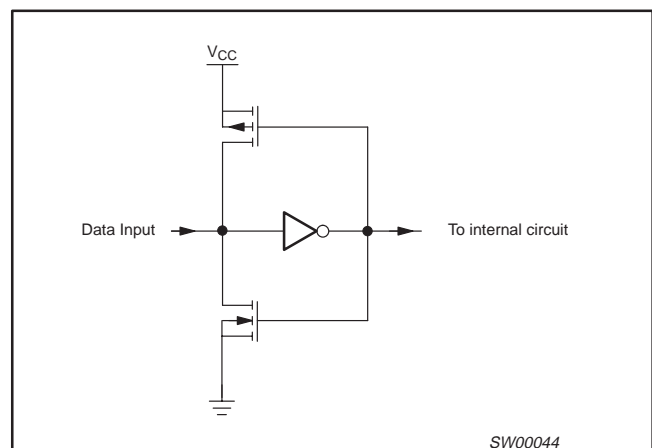 VCC
Data Input
To internal circuit
SW00044